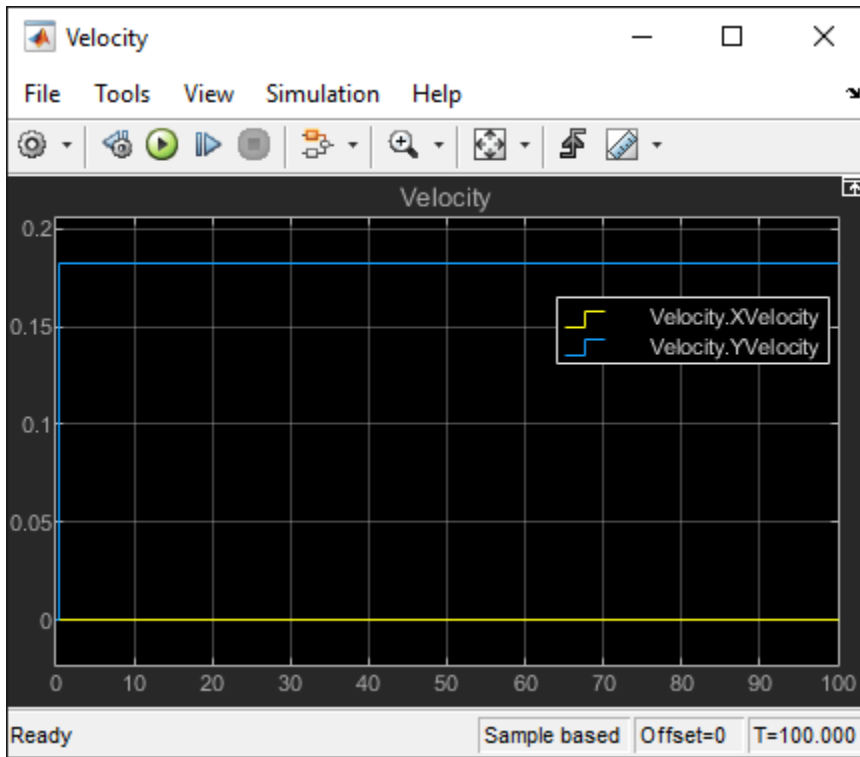 Velocity
File Tools View Simulation Help
Velocity
0.2
0.15
0.1
0.05
0
Velocity.XVelocity
Velocity.YVelocity
0 10 20 30 40 50 60 70 80 90 100
Ready Sample based Offset=0 T=100.000